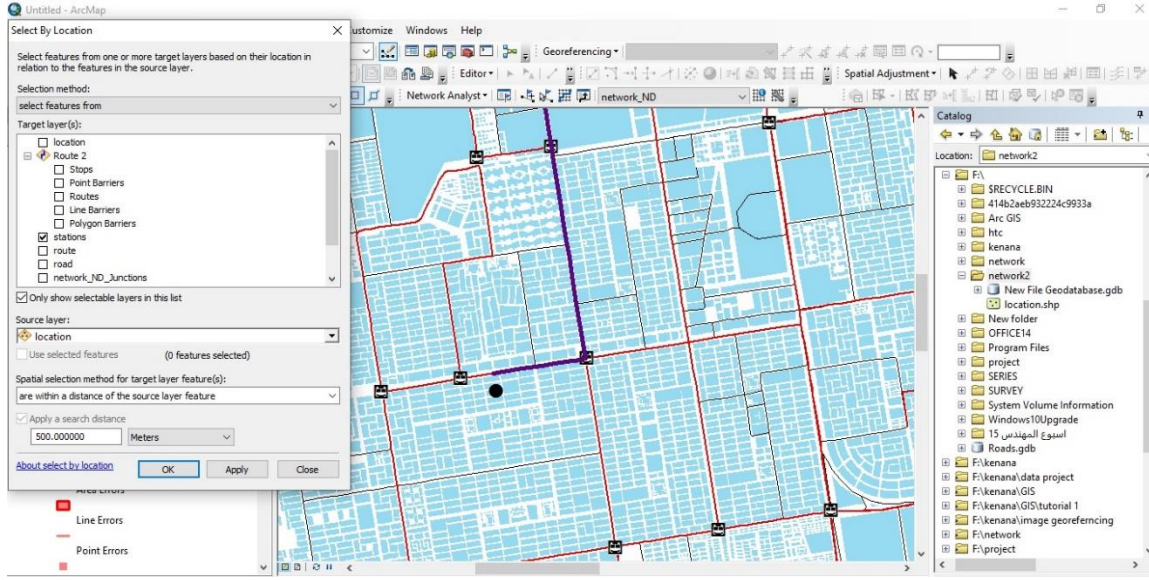 Untitled - ArcMap
Select By Location
ustomize Windows Help
Select features from one or more target layers based on their location in
relation to the features in the source layer.
Selection method:
select features from
Target layer(s):
location
Route 2
Stops
Point Barriers
Routes
Line Barriers
Polygon Barriers
stations
route
road
network_ND_Junctions
Only show selectable layers in this list
Source layer:
location
Use selected features (0 features selected)
Spatial selection method for target layer feature(s):
are within a distance of the source layer feature
Apply a search distance
500.000000 Meters
About select by location OK Apply Close
Area Errors
Line Errors
Point Errors
Georeferencing
Editor Spatial Adjustment
Network Analyst network_ND
Catalog
Location: network2
F:\
$RECYCLE.BIN
414b2aeb932224c9933a
Arc GIS
htc
kenana
network
network2
New File Geodatabase.gdb
location.shp
New folder
OFFICE14
Program Files
project
SERIES
SURVEY
System Volume Information
Windows10Upgrade
اسبوع المهندس 15
Roads.gdb
F:\kenana
F:\kenana\data project
F:\kenana\GIS
F:\kenana\GIS\tutorial 1
F:\kenana\image georeferncing
F:\network
F:\project